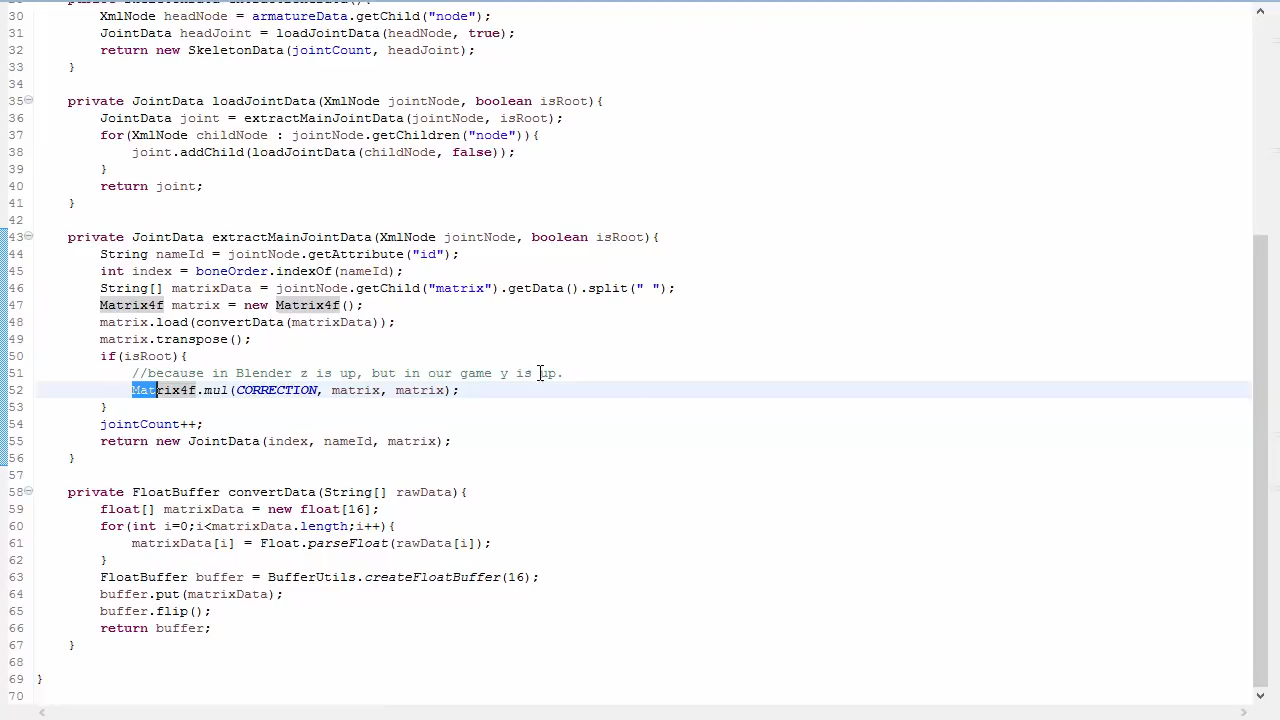 30 XmlNode headNode = armatureData.getChild("node");
31 JointData headJoint = loadJointData(headNode, true);
32 return new SkeletonData(jointCount, headJoint);
33 }
34
35 private JointData loadJointData(XmlNode jointNode, boolean isRoot){
36 JointData joint = extractMainJointData(jointNode, isRoot);
37 for(XmlNode childNode : jointNode.getChildren("node")){
38 joint.addChild(loadJointData(childNode, false));
39 }
40 return joint;
41 }
42
43 private JointData extractMainJointData(XmlNode jointNode, boolean isRoot){
44 String nameId = jointNode.getAttribute("id");
45 int index = boneOrder.indexOf(nameId);
46 String[] matrixData = jointNode.getChild("matrix").getData().split(" ");
47 Matrix4f matrix = new Matrix4f();
48 matrix.load(convertData(matrixData));
49 matrix.transpose();
50 if(isRoot){
51 //because in Blender z is up, but in our game y is up.
52 Matrix4f.mul(CORRECTION, matrix, matrix);
53 }
54 jointCount++;
55 return new JointData(index, nameId, matrix);
56 }
57
58 private FloatBuffer convertData(String[] rawData){
59 float[] matrixData = new float[16];
60 for(int i=0;i<matrixData.length;i++){
61 matrixData[i] = Float.parseFloat(rawData[i]);
62 }
63 FloatBuffer buffer = BufferUtils.createFloatBuffer(16);
64 buffer.put(matrixData);
65 buffer.flip();
66 return buffer;
67 }
68
69 }
70